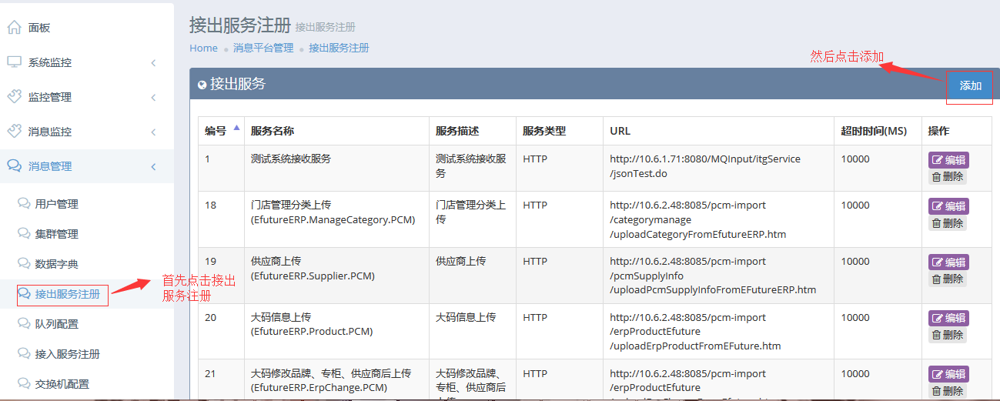 面板
系统监控
监控管理
消息监控
消息管理
用户管理
集群管理
数据字典
接出服务注册
队列配置
接入服务注册
交换机配置
首先点击接出
服务注册
接出服务注册 接出服务注册
Home 消息平台管理 接出服务注册
然后点击添加
接出服务
添加
编号 服务名称 服务描述 服务类型 URL 超时时间(MS) 操作
1 测试系统接收服务 测试系统接收服 HTTP http://10.6.1.71:8080/MQInput/itgService 10000 编辑
务 /jsonTest.do 删除
18 门店管理分类上传 门店管理分类上 HTTP http://10.6.2.48:8085/pcm-import 10000 编辑
(EfutureERP.ManageCategory.PCM) 传 /categorymanage 删除
/uploadCategoryFromEfutureERP.htm
19 供应商上传 供应商上传 HTTP http://10.6.2.48:8085/pcm-import 10000 编辑
(EfutureERP.Supplier.PCM) /pcmSupplyInfo 删除
/uploadPcmSupplyInfoFromEFutureERP.htm
20 大码信息上传 大码信息上传 HTTP http://10.6.2.48:8085/pcm-import 10000 编辑
(EfutureERP.Product.PCM) /erpProductEfuture 删除
/uploadErpProductFromEFuture.htm
21 大码修改品牌、专柜、供应商后上传 大码修改品牌、 HTTP http://10.6.2.48:8085/pcm-import 10000 编辑
(EfutureERP.ErpChange.PCM) 专柜、供应商后 /erpProductEfuture 删除